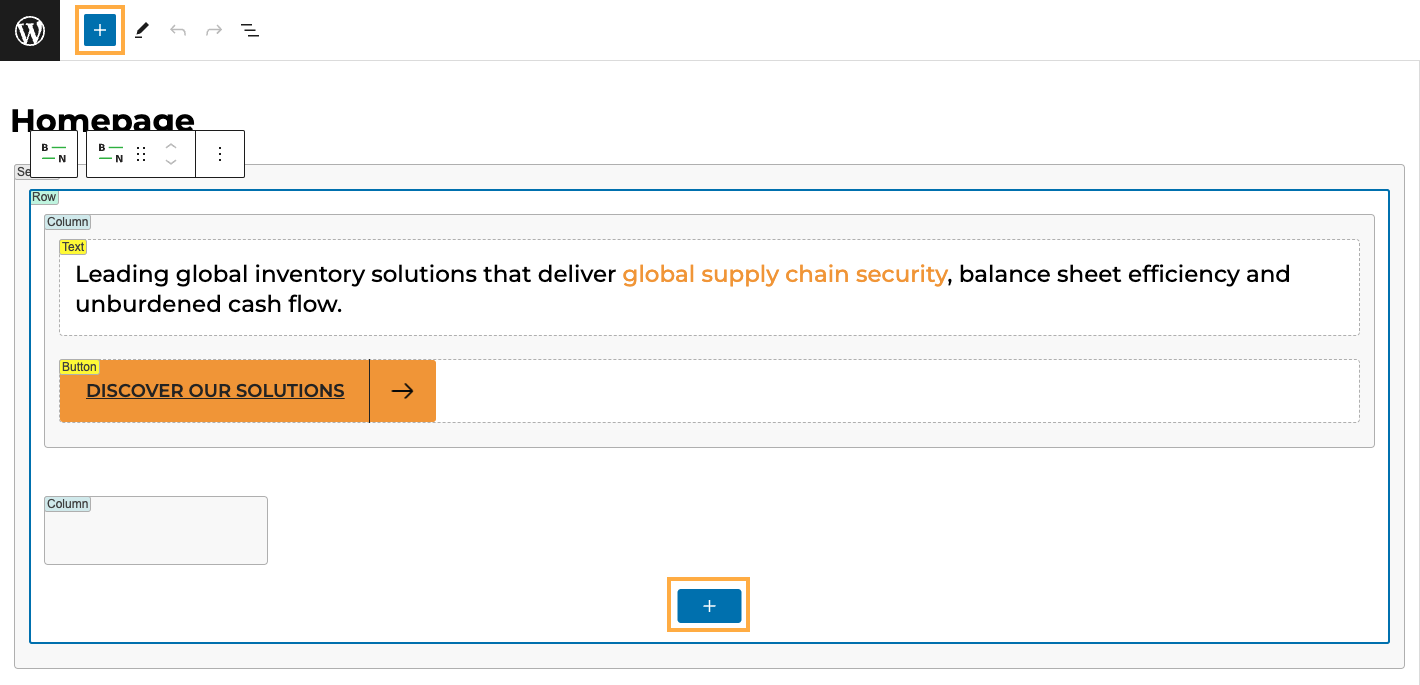 Homepage
B
N
B
N
Row
Column
Text
Leading global inventory solutions that deliver global supply chain security, balance sheet efficiency and
unburdened cash flow.
Button
DISCOVER OUR SOLUTIONS
Column